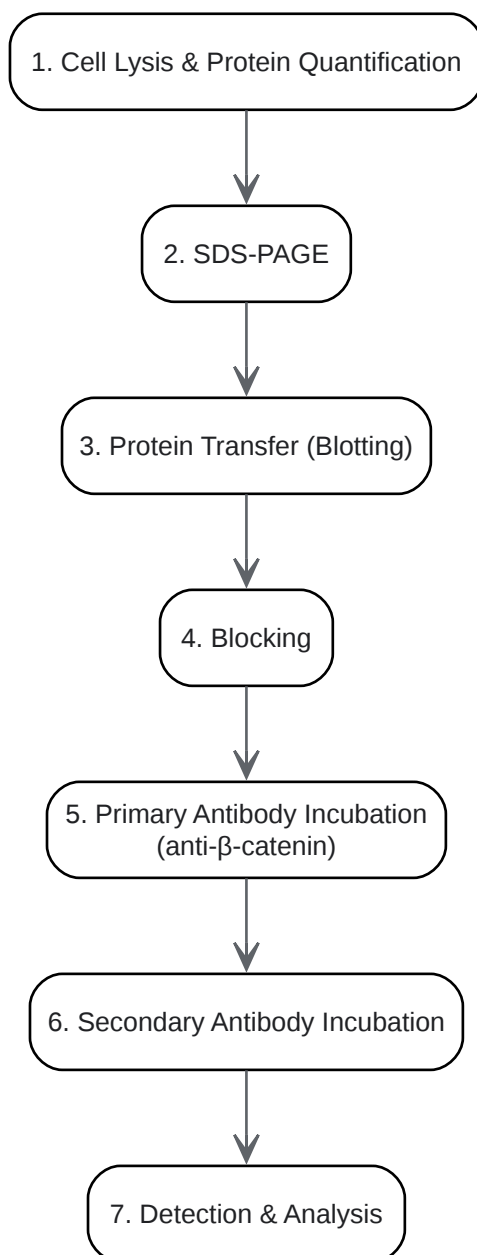 1. Cell Lysis & Protein Quantification
2. SDS-PAGE
3. Protein Transfer (Blotting)
4. Blocking
5. Primary Antibody Incubation
(anti-β-catenin)
6. Secondary Antibody Incubation
7. Detection & Analysis